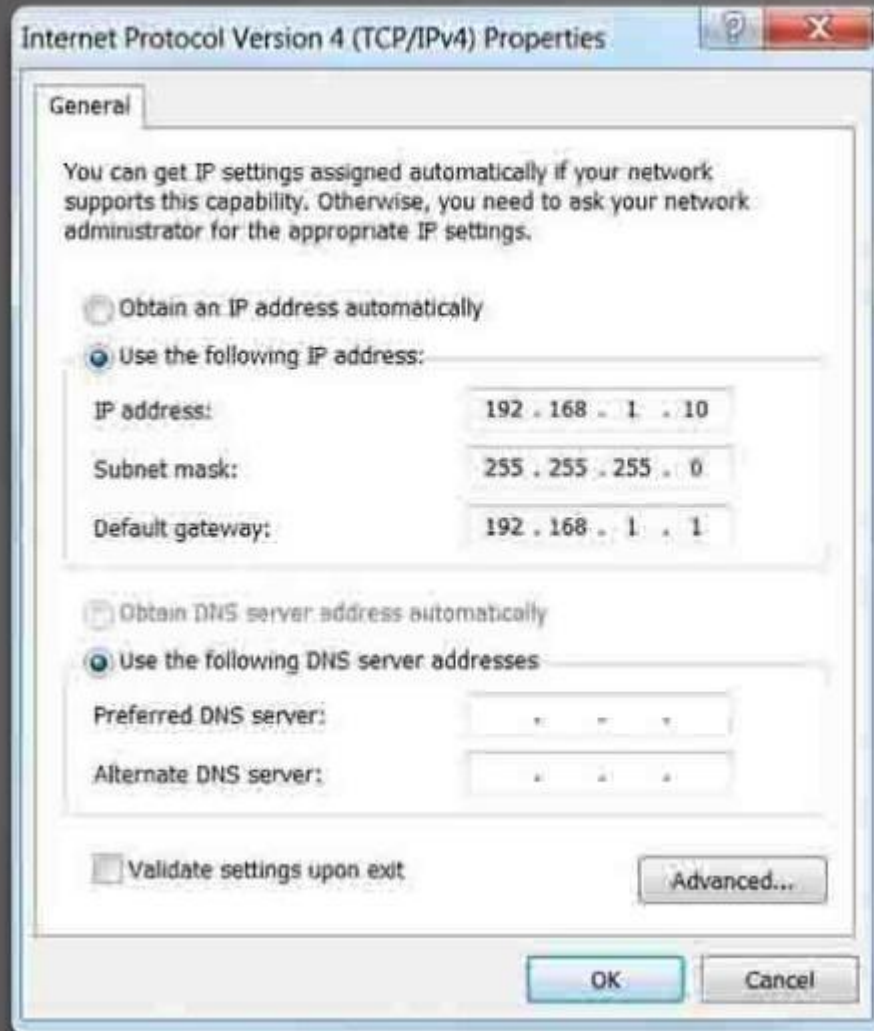 Internet Protocol Version 4 (TCP/IPv4) Properties
General
You can get IP settings assigned automatically if your network
supports this capability. Otherwise, you need to ask your network
administrator for the appropriate IP settings.
Obtain an IP address automatically
Use the following IP address:
IP address: 192 . 168 . 1 . 10
Subnet mask: 255 . 255 . 255 . 0
Default gateway: 192 . 168 . 1 . 1
Obtain DNS server address automatically
Use the following DNS server addresses
Preferred DNS server: . . .
Alternate DNS server: . . .
Validate settings upon exit
Advanced...
OK Cancel